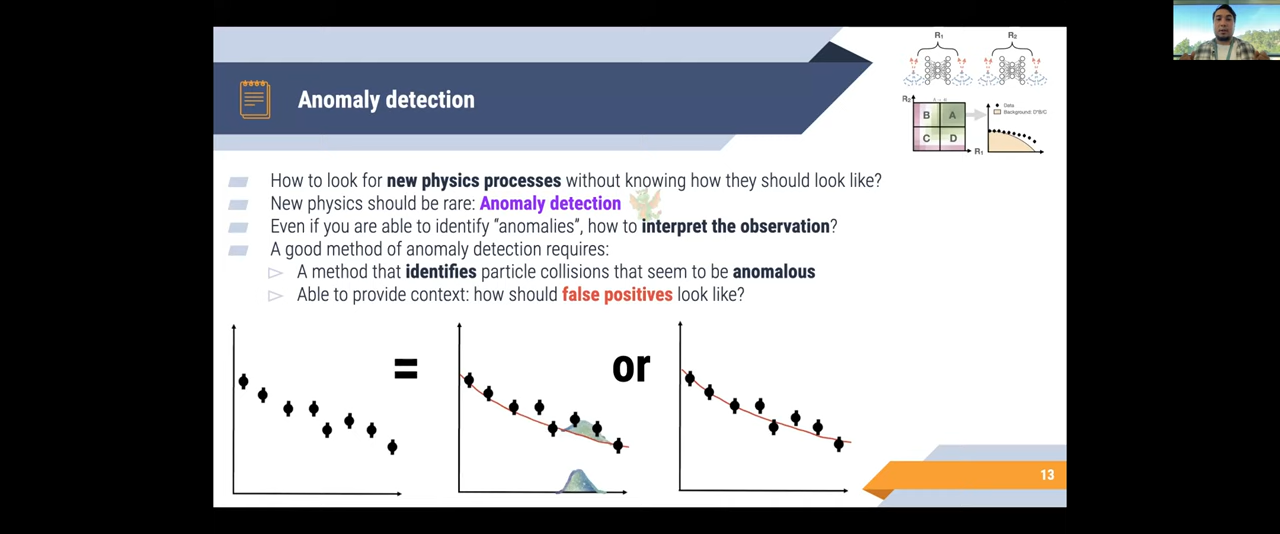 Anomaly detection
R₁
R₂
R₂
B
A
C
D
R₁
Data
Background: D*B/C
How to look for new physics processes without knowing how they should look like?
New physics should be rare: Anomaly detection
Even if you are able to identify “anomalies”, how to interpret the observation?
A good method of anomaly detection requires:
A method that identifies particle collisions that seem to be anomalous
Able to provide context: how should false positives look like?
=
or
13